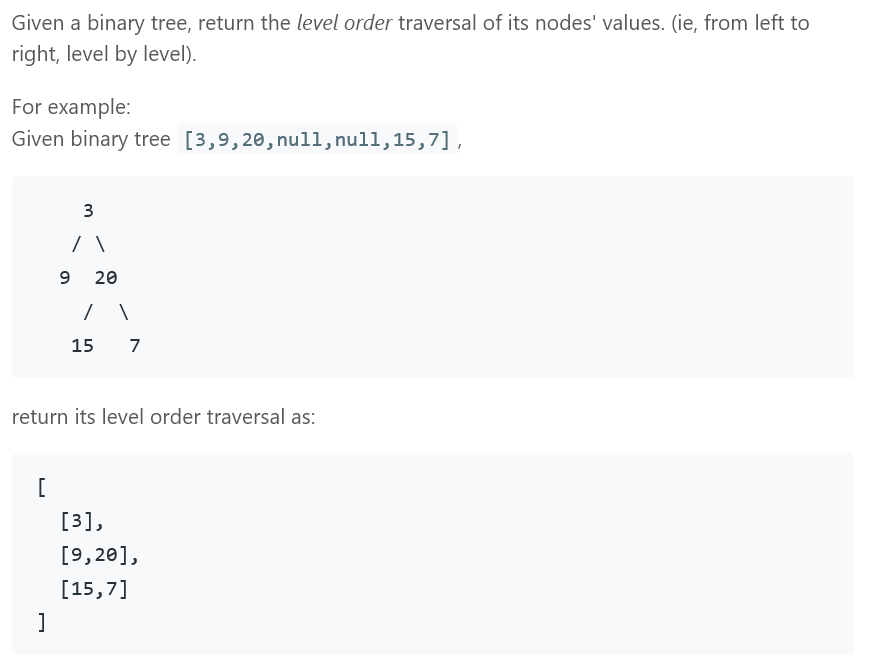 Given a binary tree, return the level order traversal of its nodes' values. (ie, from left to
right, level by level).
For example:
Given binary tree [3,9,20,null,null,15,7],
3
/ \
9 20
/ \
15 7
return its level order traversal as:
[
[3],
[9,20],
[15,7]
]